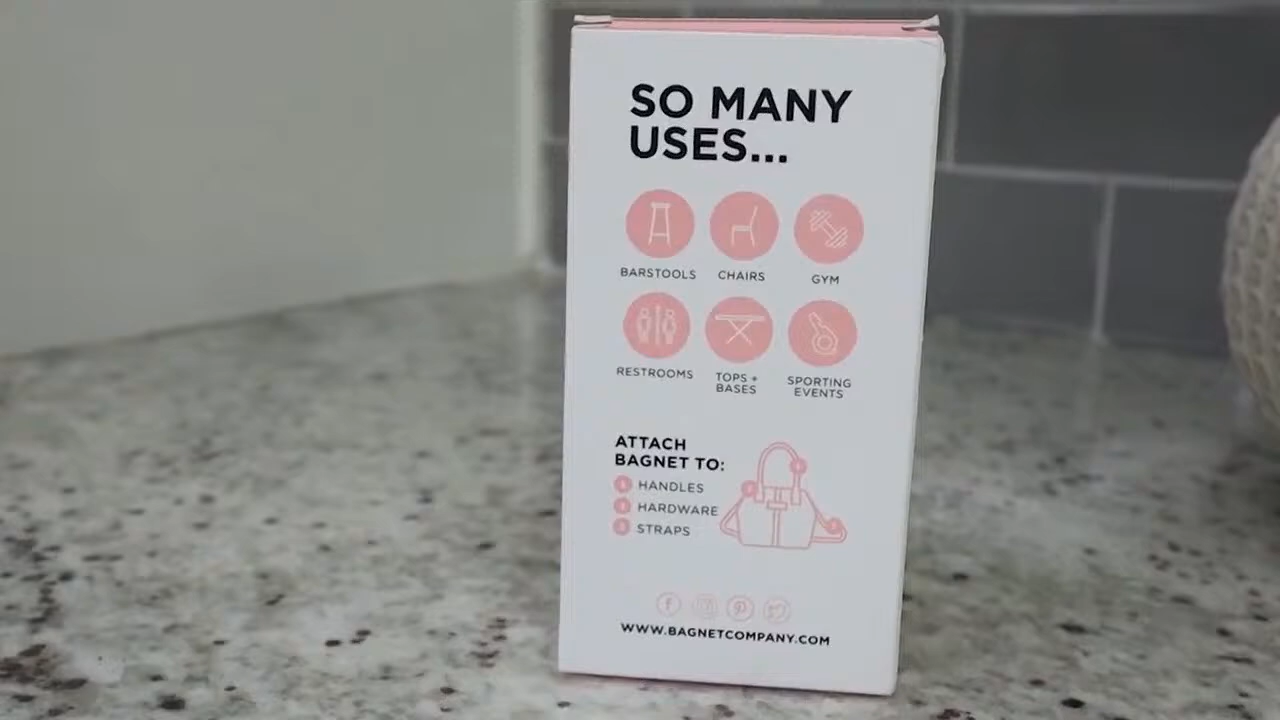 SO MANY
USES...
BARSTOOLS CHAIRS GYM
RESTROOMS TOPS + BASES SPORTING EVENTS
ATTACH
BAGNET TO:
HANDLES
HARDWARE
STRAPS
WWW.BAGNETCOMPANY.COM